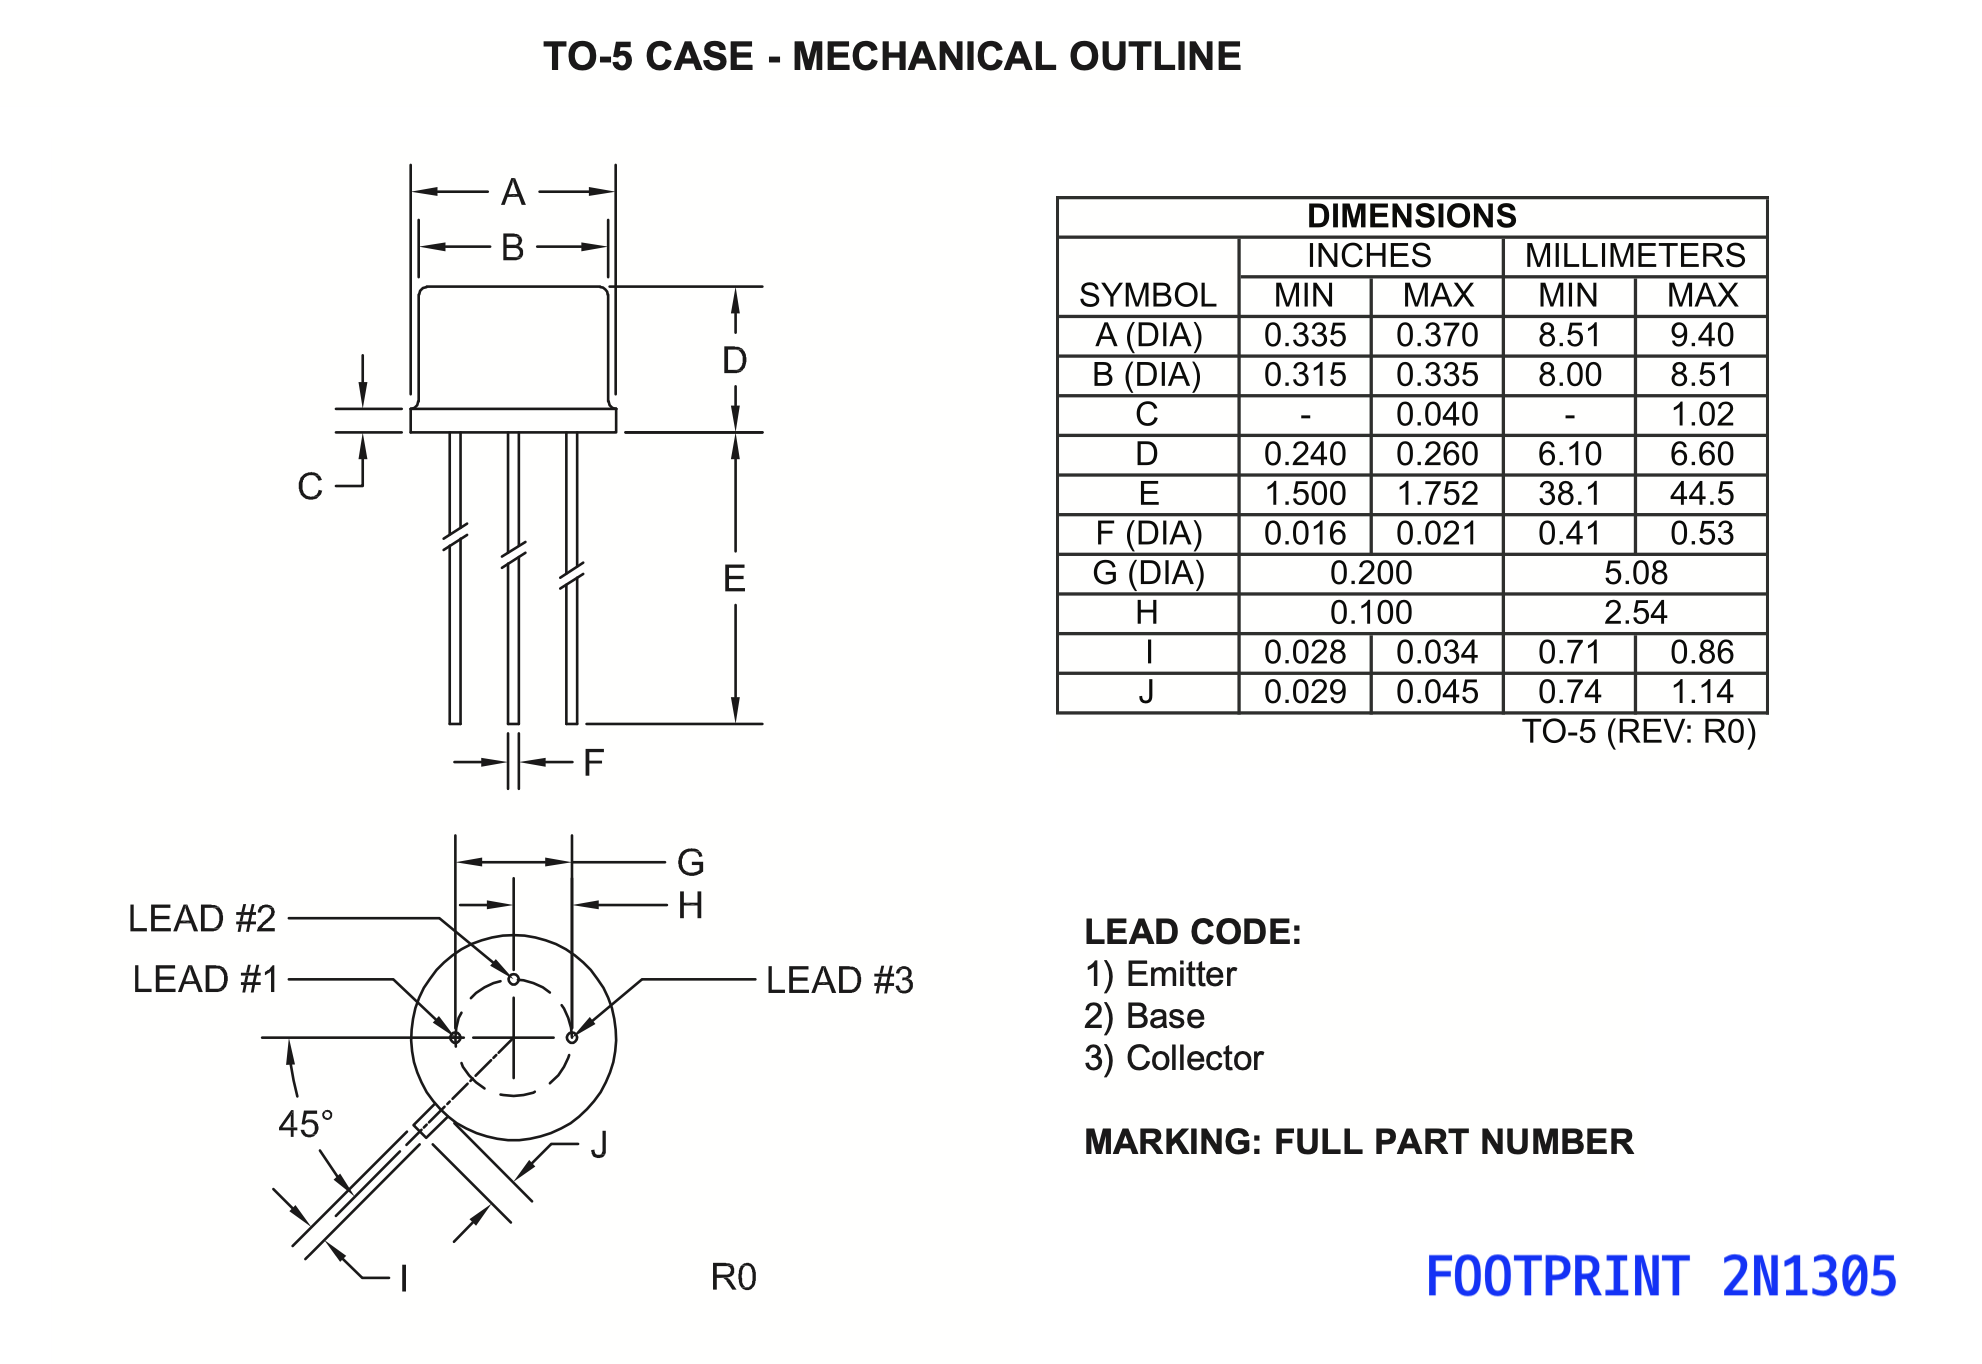 TO-5 CASE - MECHANICAL OUTLINE
A
B
D
C
E
F
G
H
LEAD #2
LEAD #1
LEAD #3
45°
J
I
R0
DIMENSIONS
INCHES MILLIMETERS
SYMBOL MIN MAX MIN MAX
A (DIA) 0.335 0.370 8.51 9.40
B (DIA) 0.315 0.335 8.00 8.51
C - 0.040 - 1.02
D 0.240 0.260 6.10 6.60
E 1.500 1.752 38.1 44.5
F (DIA) 0.016 0.021 0.41 0.53
G (DIA) 0.200 5.08
H 0.100 2.54
I 0.028 0.034 0.71 0.86
J 0.029 0.045 0.74 1.14
TO-5 (REV: R0)
LEAD CODE:
1) Emitter
2) Base
3) Collector
MARKING: FULL PART NUMBER
FOOTPRINT 2N1305